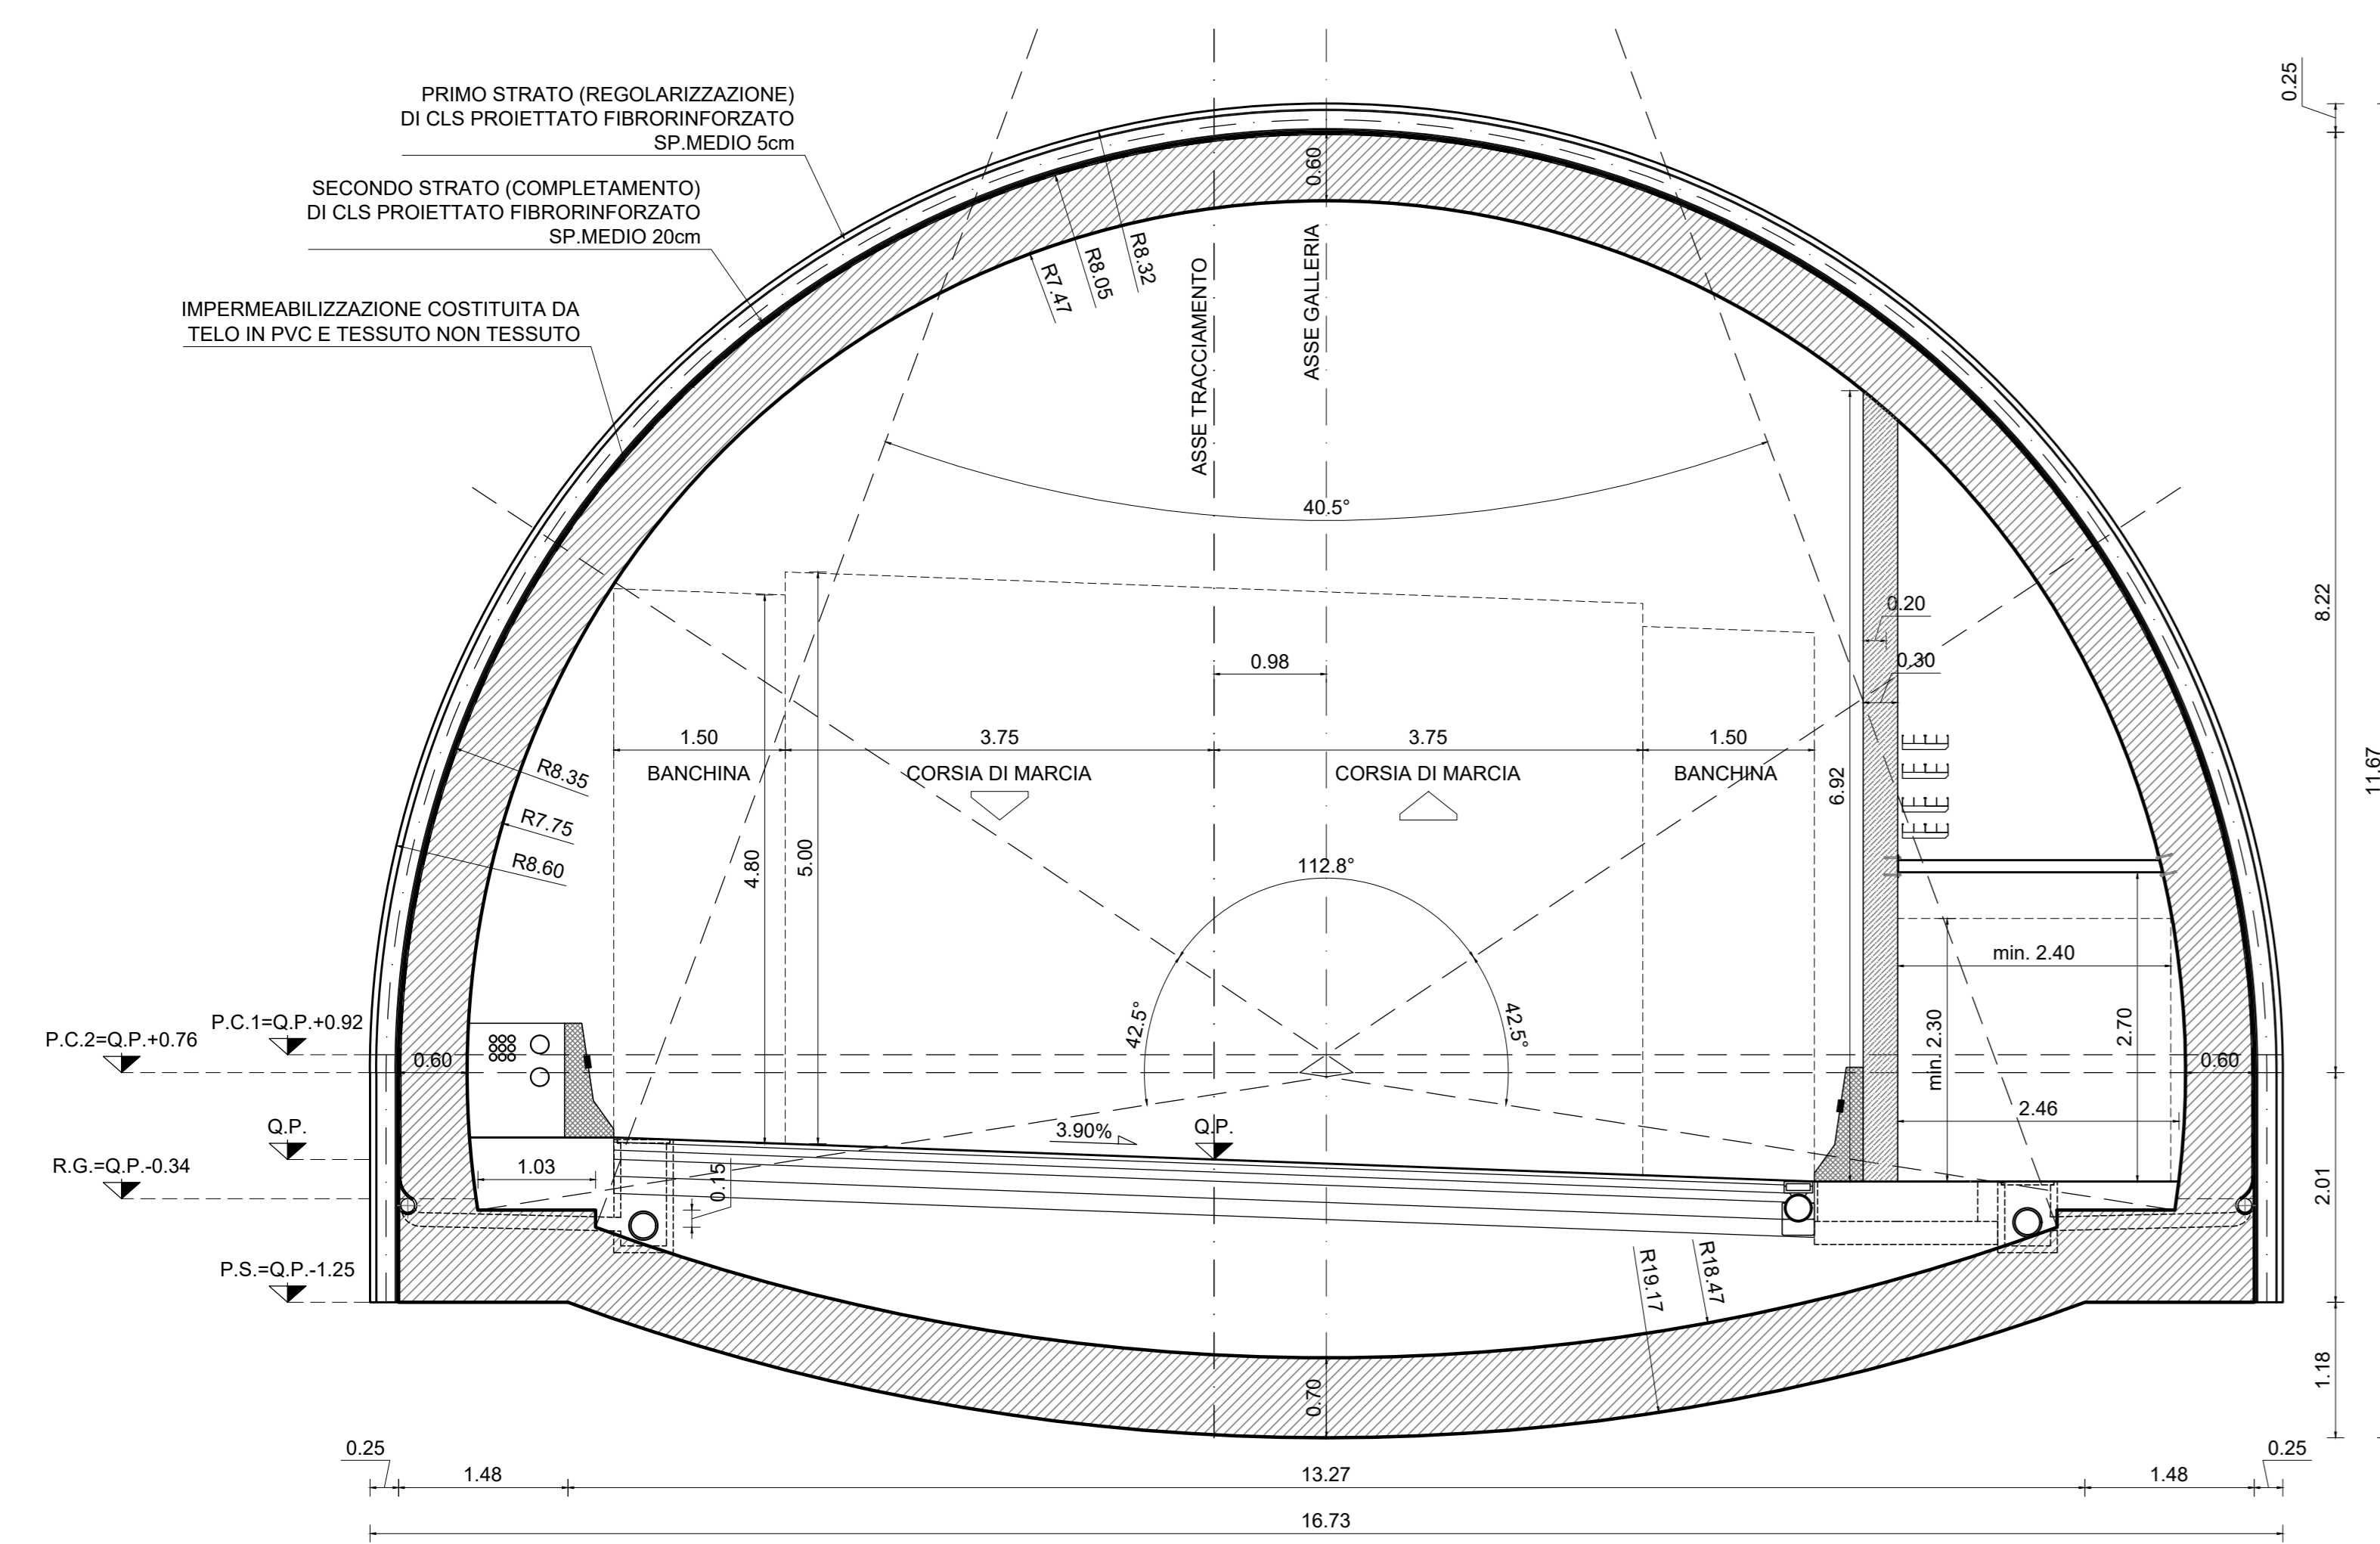 PRIMO STRATO (REGOLARIZZAZIONE)
DI CLS PROIETTATO FIBRORINFORZATO
SP.MEDIO 5cm
SECONDO STRATO (COMPLETAMENTO)
DI CLS PROIETTATO FIBRORINFORZATO
SP.MEDIO 20cm
IMPERMEABILIZZAZIONE COSTITUITA DA
TELO IN PVC E TESSUTO NON TESSUTO
0.25
0.60
R8.32
R8.05
R7.47
ASSE TRACCIAMENTO
ASSE GALLERIA
40.5°
8.22
11.67
0.20
0.30
0.98
1.50
3.75
3.75
1.50
BANCHINA
CORSIA DI MARCIA
CORSIA DI MARCIA
BANCHINA
R8.35
R7.75
R8.60
4.80
5.00
6.92
112.8°
42.5°
42.5°
min. 2.40
min. 2.30
2.70
2.46
P.C.1=Q.P.+0.92
P.C.2=Q.P.+0.76
0.60
0.60
Q.P.
3.90%
Q.P.
R.G.=Q.P.-0.34
1.03
0.15
2.01
P.S.=Q.P.-1.25
R19.17
R18.47
0.70
1.18
0.25
1.48
13.27
1.48
0.25
16.73